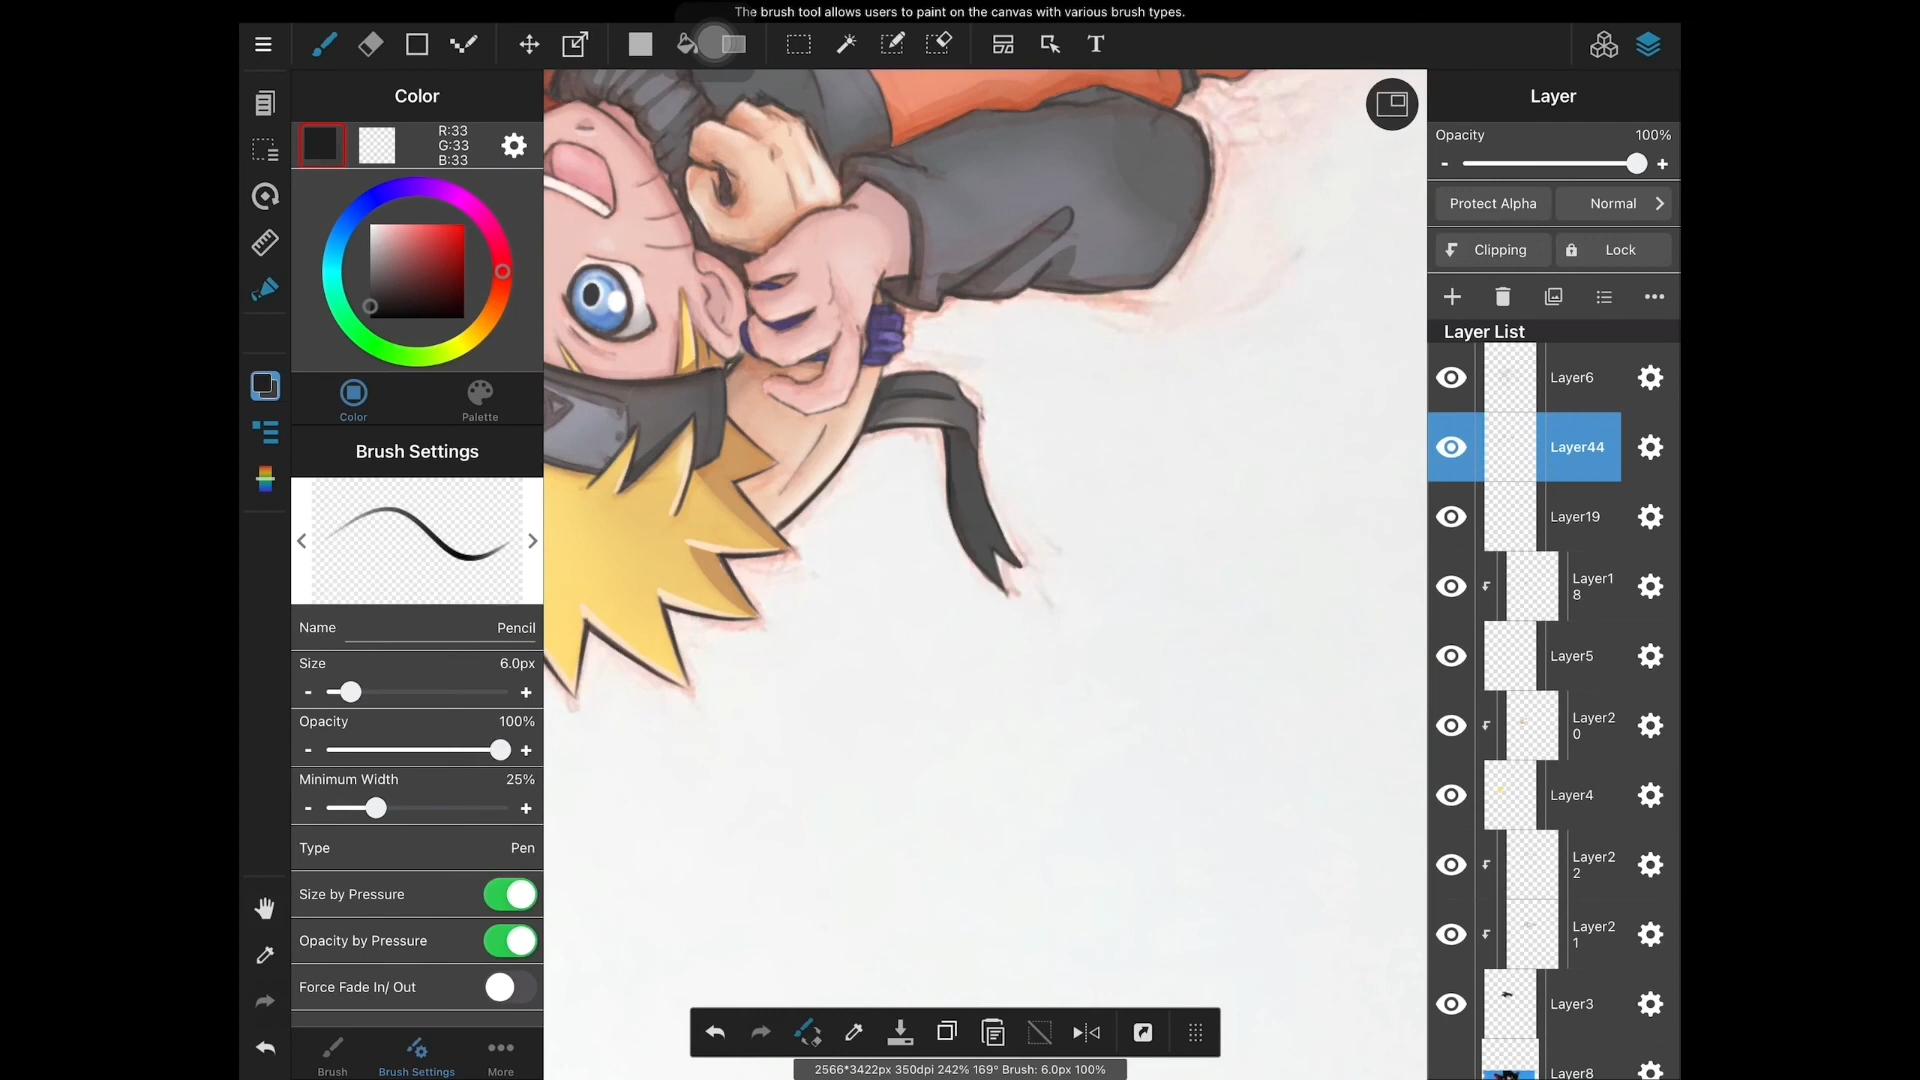 The brush tool allows users to paint on the canvas with various brush types.
T
Color
R:33
G:33
B:33
Color
Palette
Brush Settings
Name Pencil
Size 6.0px
- +
Opacity 100%
- +
Minimum Width 25%
- +
Type Pen
Size by Pressure
Opacity by Pressure
Force Fade In/ Out
Brush
Brush Settings
More
2566*3422px 350dpi 242% 169° Brush: 6.0px 100%
Layer
Opacity 100%
- +
Protect Alpha
Normal
Clipping
Lock
Layer List
Layer6
Layer44
Layer19
Layer1
8
Layer5
Layer2
0
Layer4
Layer2
2
Layer2
1
Layer3
Layer8